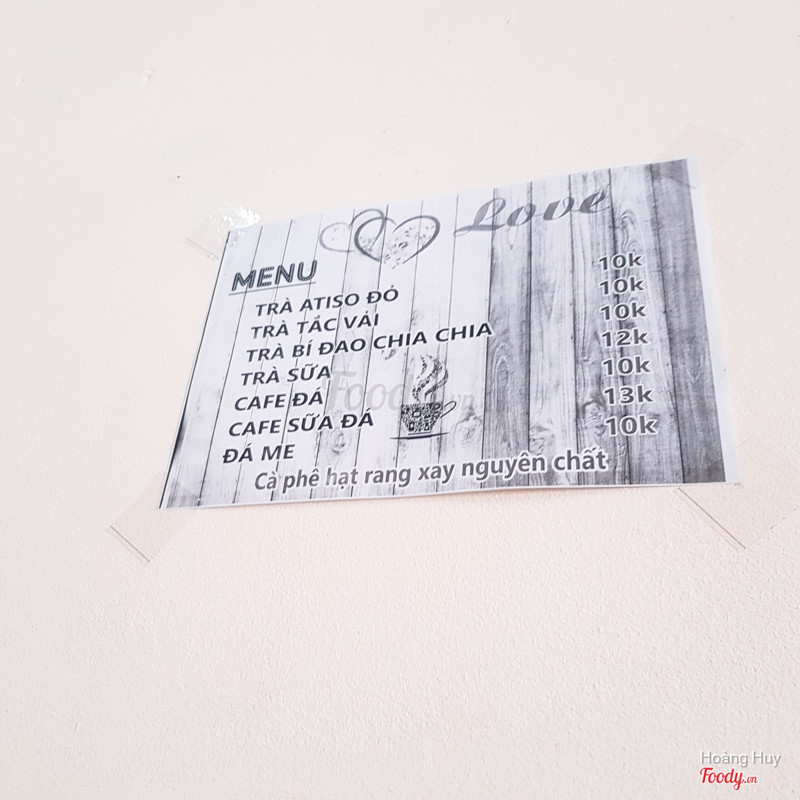 Love
MENU
TRÀ ATISO ĐỎ 10k
TRÀ TẮC VẢI 10k
TRÀ BÍ ĐAO CHIA CHIA 10k
TRÀ SỮA 12k
CAFE ĐÁ 10k
CAFE SỮA ĐÁ 13k
ĐÁ ME 10k
Cà phê hạt rang xay nguyên chất
Foody.vn
Hoàng Huy
Foody.vn